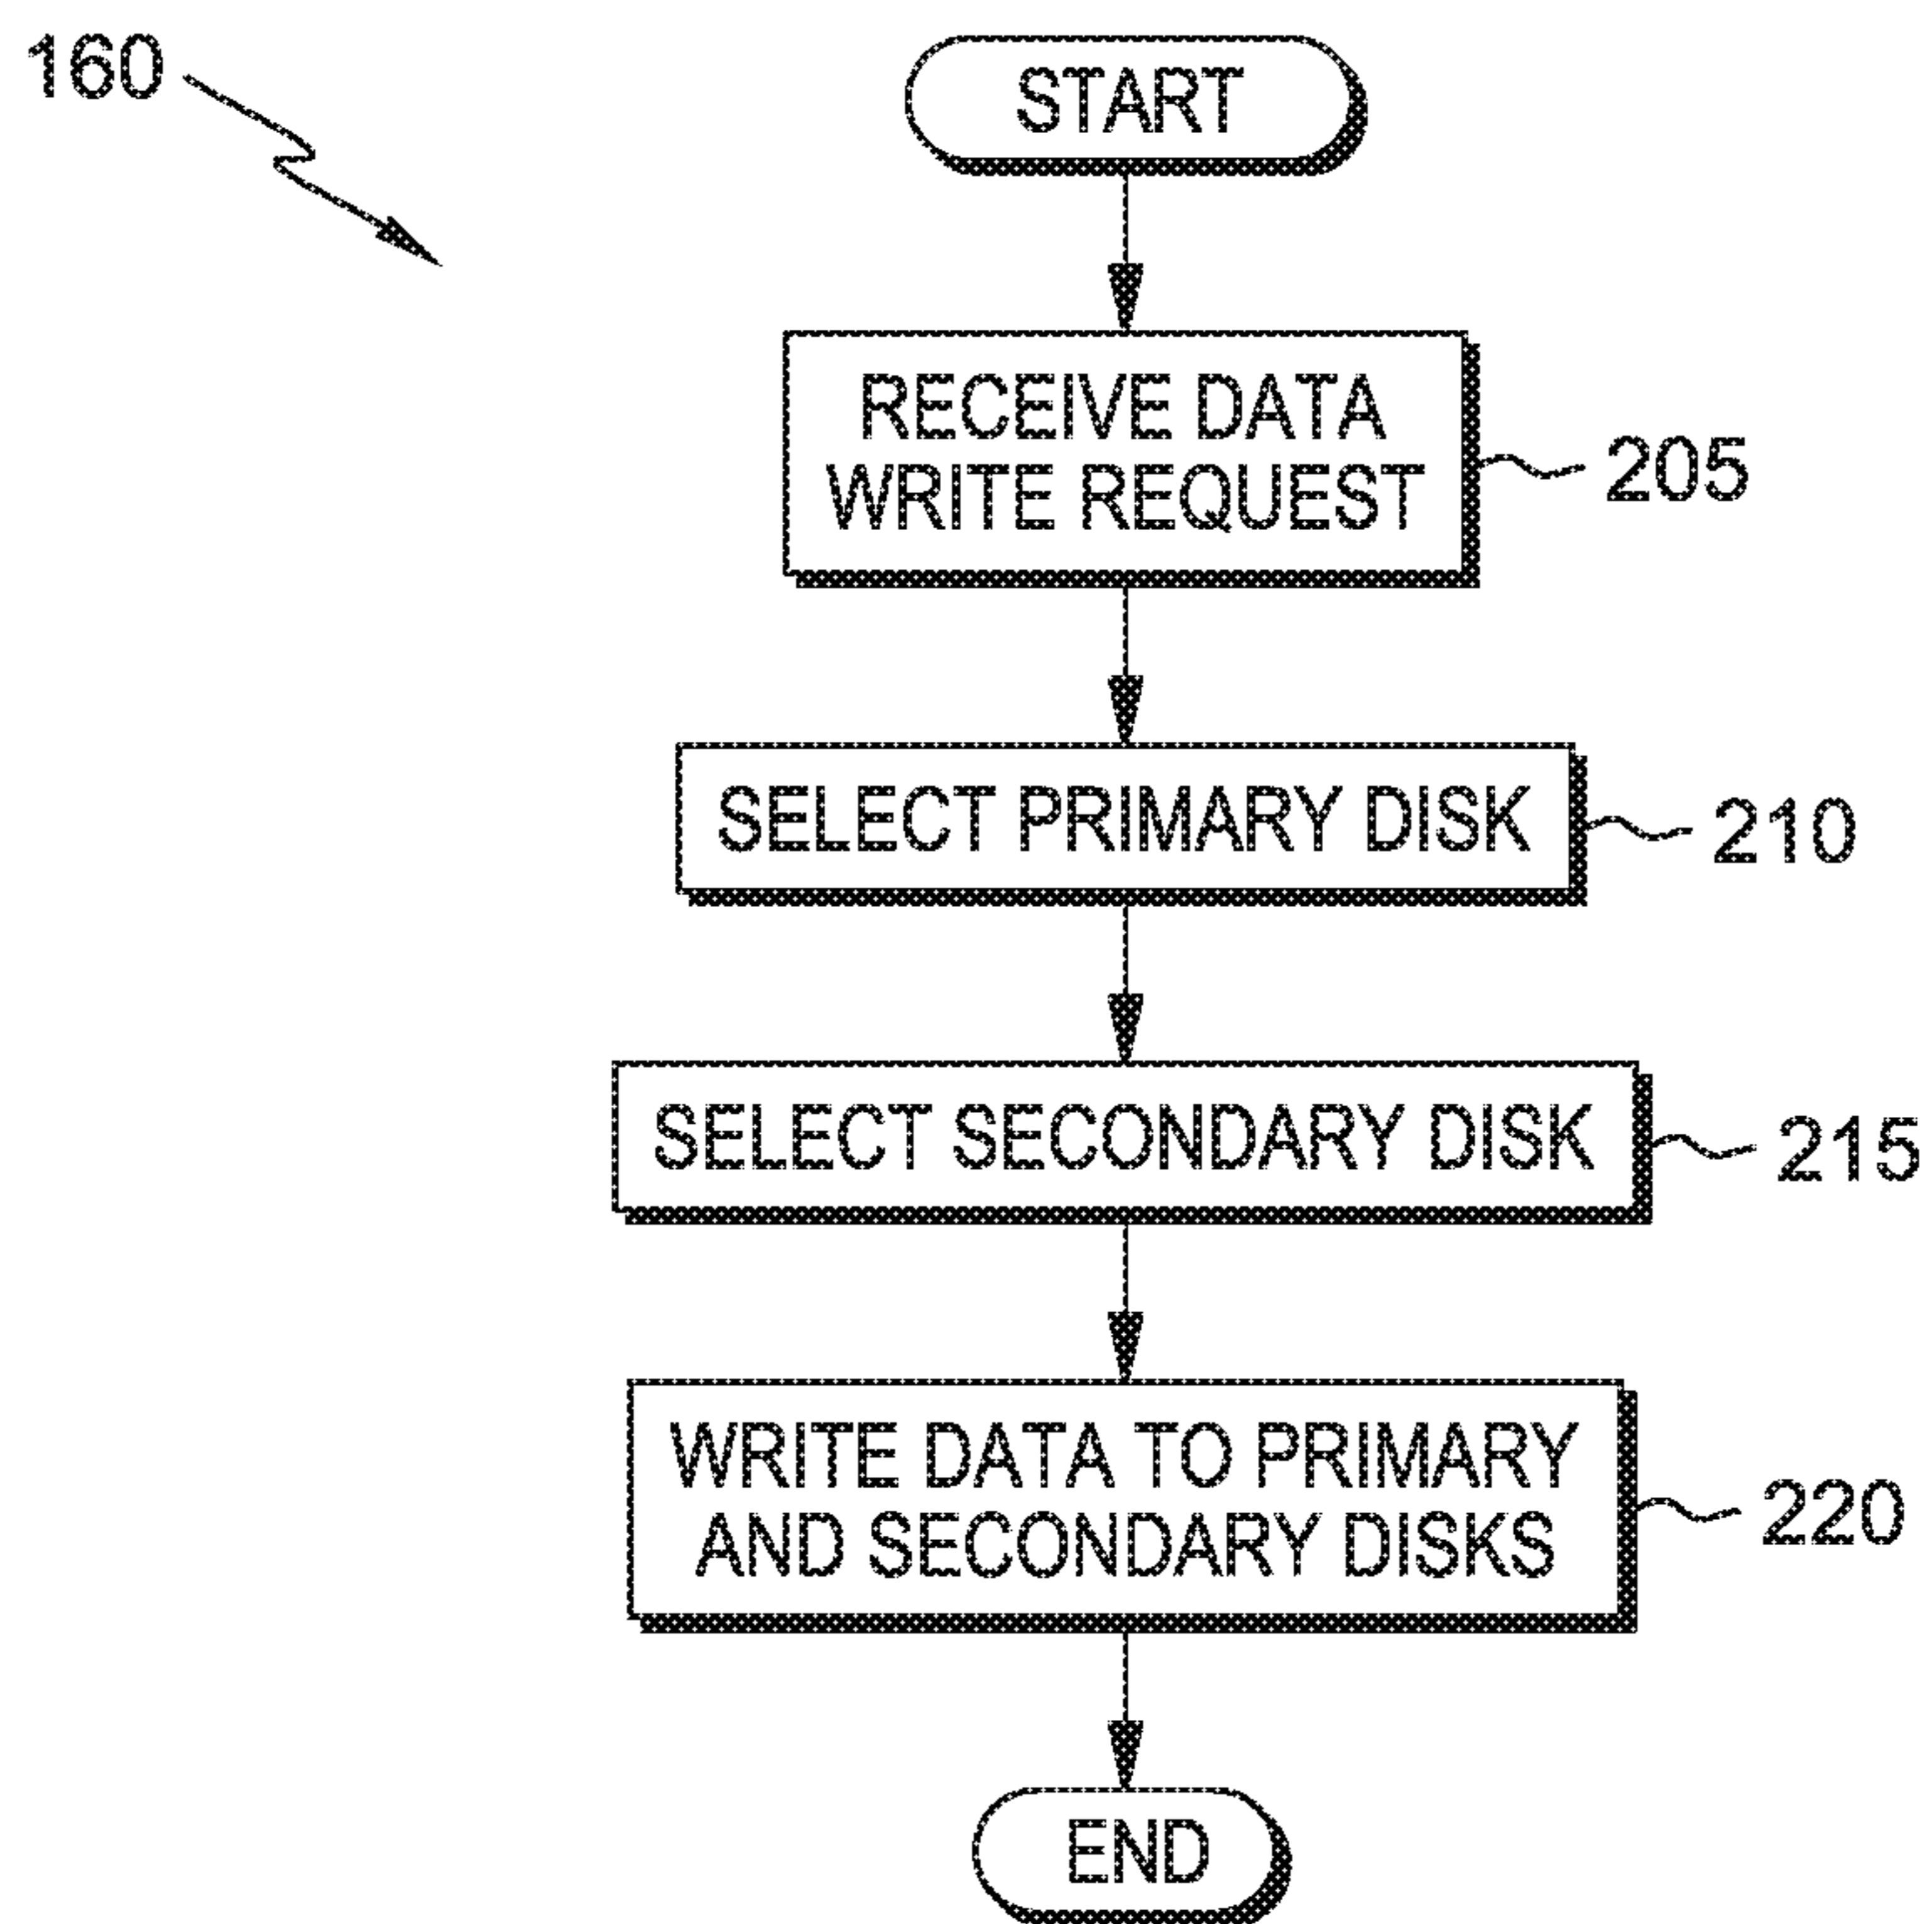 160
START
RECEIVE DATA
WRITE REQUEST
205
SELECT PRIMARY DISK
210
SELECT SECONDARY DISK
215
WRITE DATA TO PRIMARY
AND SECONDARY DISKS
220
END